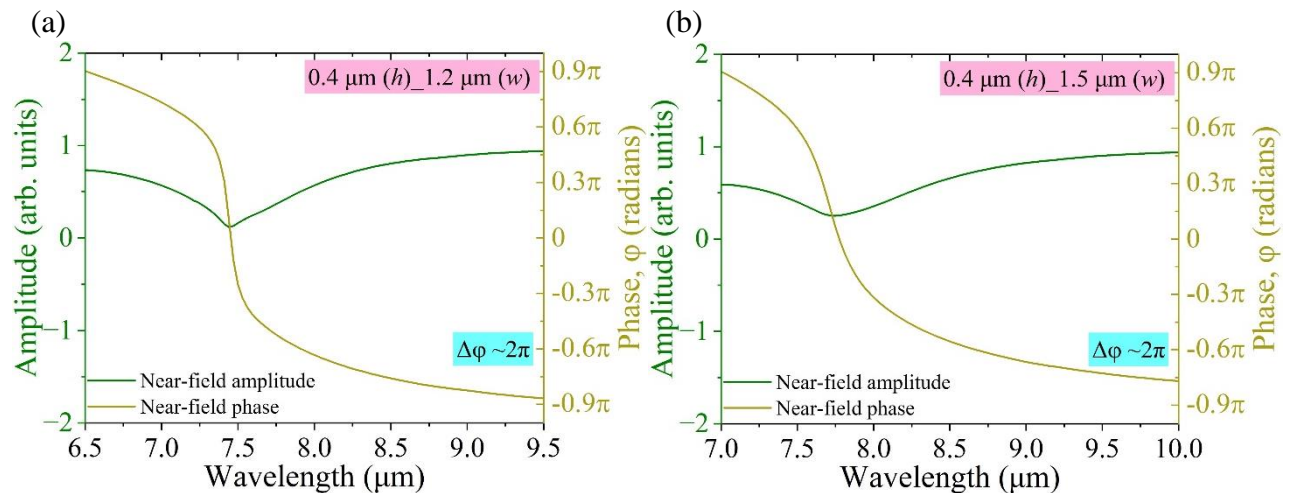 (a)
2
1
0
−1
−2
Amplitude (arb. units)
0.4 μm (h)_1.2 μm (w)
0.9π
0.6π
0.3π
0
-0.3π
-0.6π
-0.9π
Phase, φ (radians)
Δφ ~2π
Near-field amplitude
Near-field phase
6.5 7.0 7.5 8.0 8.5 9.0 9.5
Wavelength (μm)
(b)
2
1
0
−1
−2
Amplitude (arb. units)
0.4 μm (h)_1.5 μm (w)
0.9π
0.6π
0.3π
0
-0.3π
-0.6π
-0.9π
Phase, φ (radians)
Δφ ~2π
Near-field amplitude
Near-field phase
7.0 7.5 8.0 8.5 9.0 9.5 10.0
Wavelength (μm)